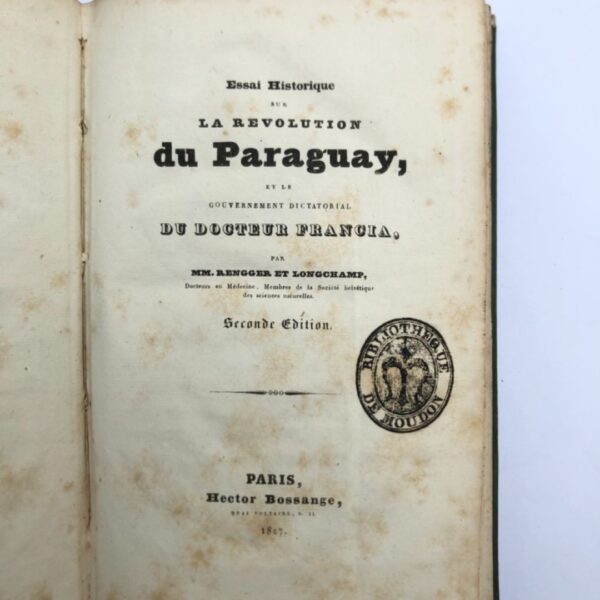 Essai Historique
SUR
LA REVOLUTION
du Paraguay,
ET LE
GOUVERNEMENT DICTATORIAL
DU DOCTEUR FRANCIA,
PAR
MM. RENGGER ET LONGCHAMP,
Docteurs en Médecine, Membres de la Société helvétique
des sciences naturelles.
Seconde Edition.
BIBLIOTHEQUE
DE MOUDON
PARIS,
Hector Bossange,
QUAI VOLTAIRE, N. 11
1827.